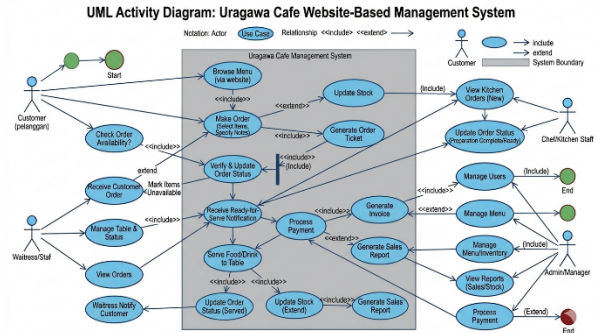 UML Activity Diagram: Uragawa Cafe Website-Based Management System
Notation: Actor
Use Case
Relationship
<<include>>
<<extend>>
Customer
include
extend
System Boundary
Start
Uragawa Cafe Management System
Customer
(pelanggan)
Browse Menu
(via website)
<<include>>
Make Order
(Select Items,
Specify Notes)
<<extend>>
Update Stock
(Include)
View Kitchen
Orders (New)
<<include>>
Generate Order
Ticket
Update Order Status
(Preparation Complete/Ready)
Chef/Kitchen Staff
Check Order
Availability?
<<include>>
extend
Verify & Update
Order Status
<<include>>
(Include)
Mark Items
Unavailable
Receive Customer
Order
Waitress/Staf
Manage Table &
Status
<<include>>
View Orders
Receive Ready-for-
Serve Notification
Process
Payment
<<include>>
Generate
Invoice
<<include>>
<<extend>>
Manage Users
(Include)
End
Manage Menu
<<extend>>
Generate Sales
Report
Manage
Menu/Inventory
(Include)
Admin/Manager
View Reports
(Sales/Stock)
Serve Food/Drink
to Table
<<include>>
<<include>>
Waitress Notify
Customer
Update Order
Status (Served)
Update Stock
(Extend)
<<include>>
Generate Sales
Report
Process
Payment
(Extend)
End